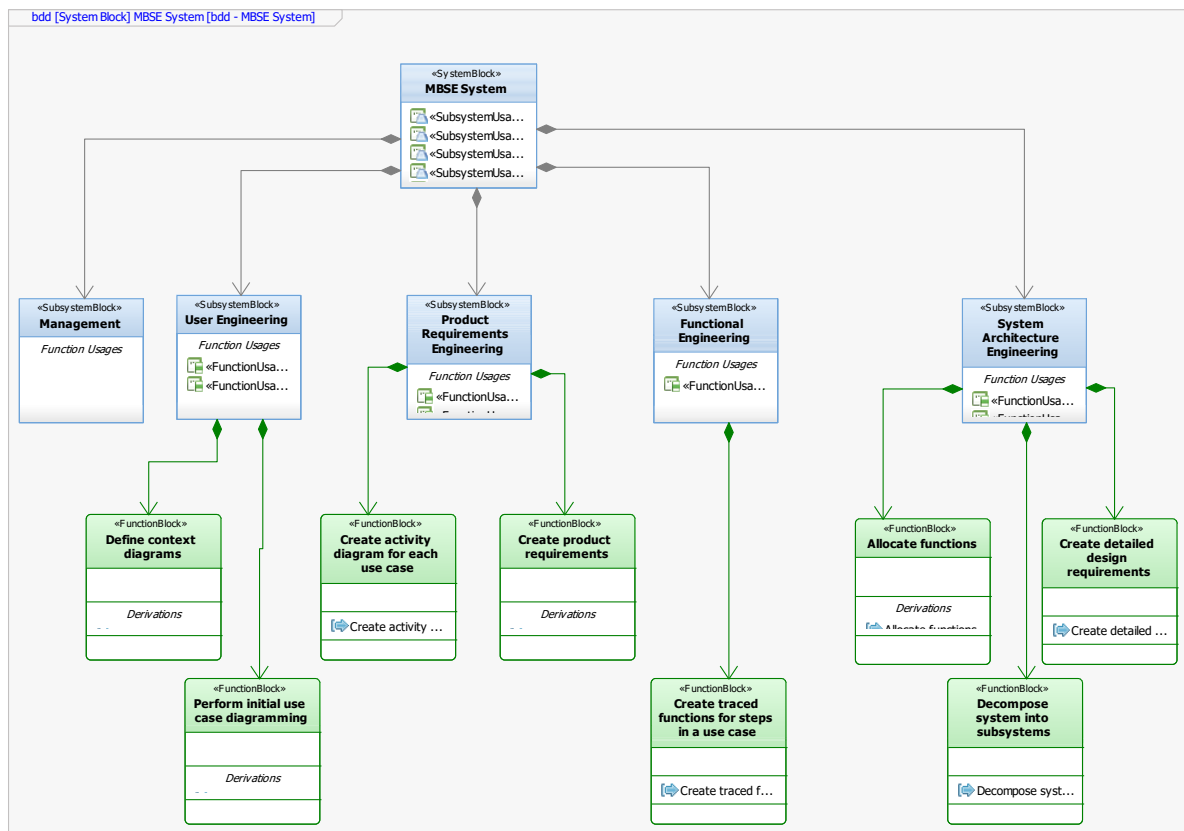 bdd [System Block] MBSE System [bdd - MBSE System]
«SystemBlock»
MBSE System
«SubsystemUsa...
«SubsystemUsa...
«SubsystemUsa...
«SubsystemUsa...
«SubsystemBlock»
Management
Function Usages
«SubsystemBlock»
User Engineering
Function Usages
«FunctionUsa...
«FunctionUsa...
«SubsystemBlock»
Product
Requirements
Engineering
Function Usages
«FunctionUsa...
«SubsystemBlock»
Functional
Engineering
Function Usages
«FunctionUsa...
«SubsystemBlock»
System
Architecture
Engineering
Function Usages
«FunctionUsa...
«FunctionBlock»
Define context
diagrams
Derivations
«FunctionBlock»
Create activity
diagram for each
use case
Create activity ...
«FunctionBlock»
Create product
requirements
Derivations
«FunctionBlock»
Allocate functions
Derivations
Allocate functions
«FunctionBlock»
Create detailed
design
requirements
Create detailed ...
«FunctionBlock»
Perform initial use
case diagramming
Derivations
«FunctionBlock»
Create traced
functions for steps
in a use case
Create traced f...
«FunctionBlock»
Decompose
system into
subsystems
Decompose syst...